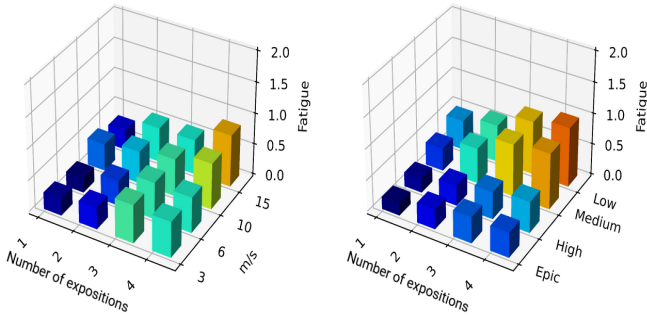 2.0
1.5
1.0
0.5
0.0
Fatigue
1
2
3
4
Number of expositions
3
6
10
15
m/s
2.0
1.5
1.0
0.5
0.0
Fatigue
1
2
3
4
Number of expositions
Epic
High
Medium
Low